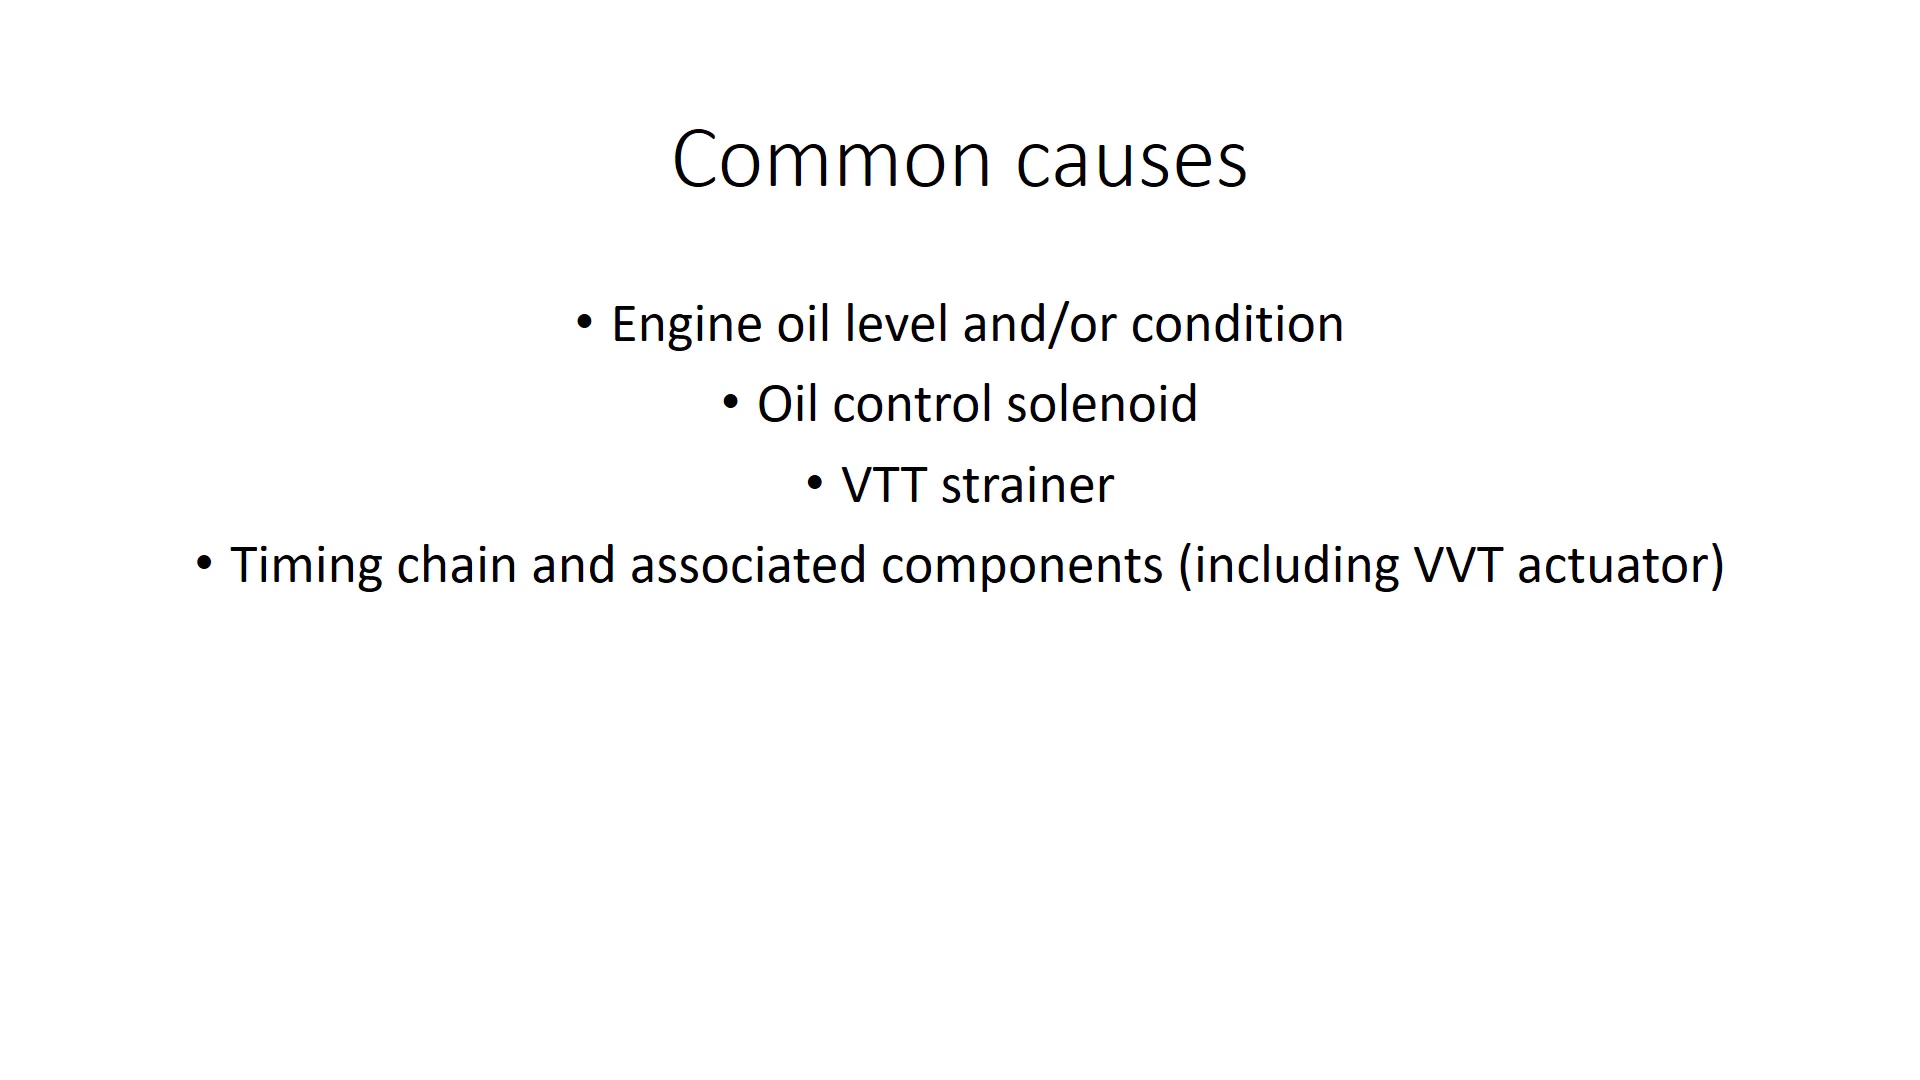 Common causes
• Engine oil level and/or condition
• Oil control solenoid
• VTT strainer
• Timing chain and associated components (including VVT actuator)